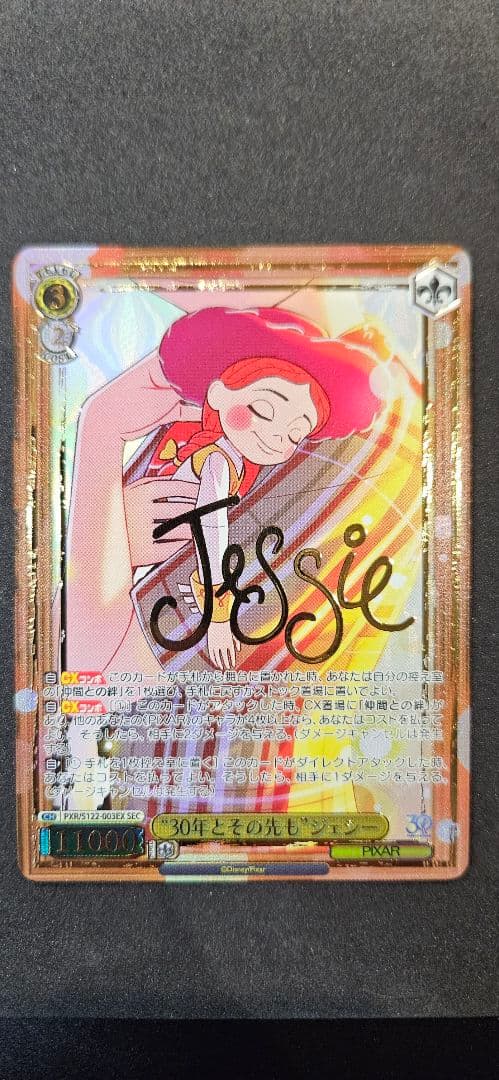 LEVEL
3
2
COST
Jessie
自 CXコンボ このカードが手札から舞台に置かれた時、あなたは自分の控え室
の「仲間との絆」を1枚選び、手札に戻すかストック置場に置いてよい。
自 CXコンボ [(1)] このカードがアタックした時、CX置場に「仲間との絆」が
あり、他のあなたの《PIXAR》のキャラが4枚以上なら、あなたはコストを払ってよ
い。そうしたら、相手に2ダメージを与える。(ダメージキャンセルは発生
する)
自 [(1) 手札を1枚控え室に置く] このカードがダイレクトアタックした時、
あなたはコストを払ってよい。そうしたら、相手に1ダメージを与える。
(ダメージキャンセルは発生する)
CH PXR/S122-003EX SEC
11000
"30年とその先も"ジェシー
30
PIXAR
©Disney/Pixar